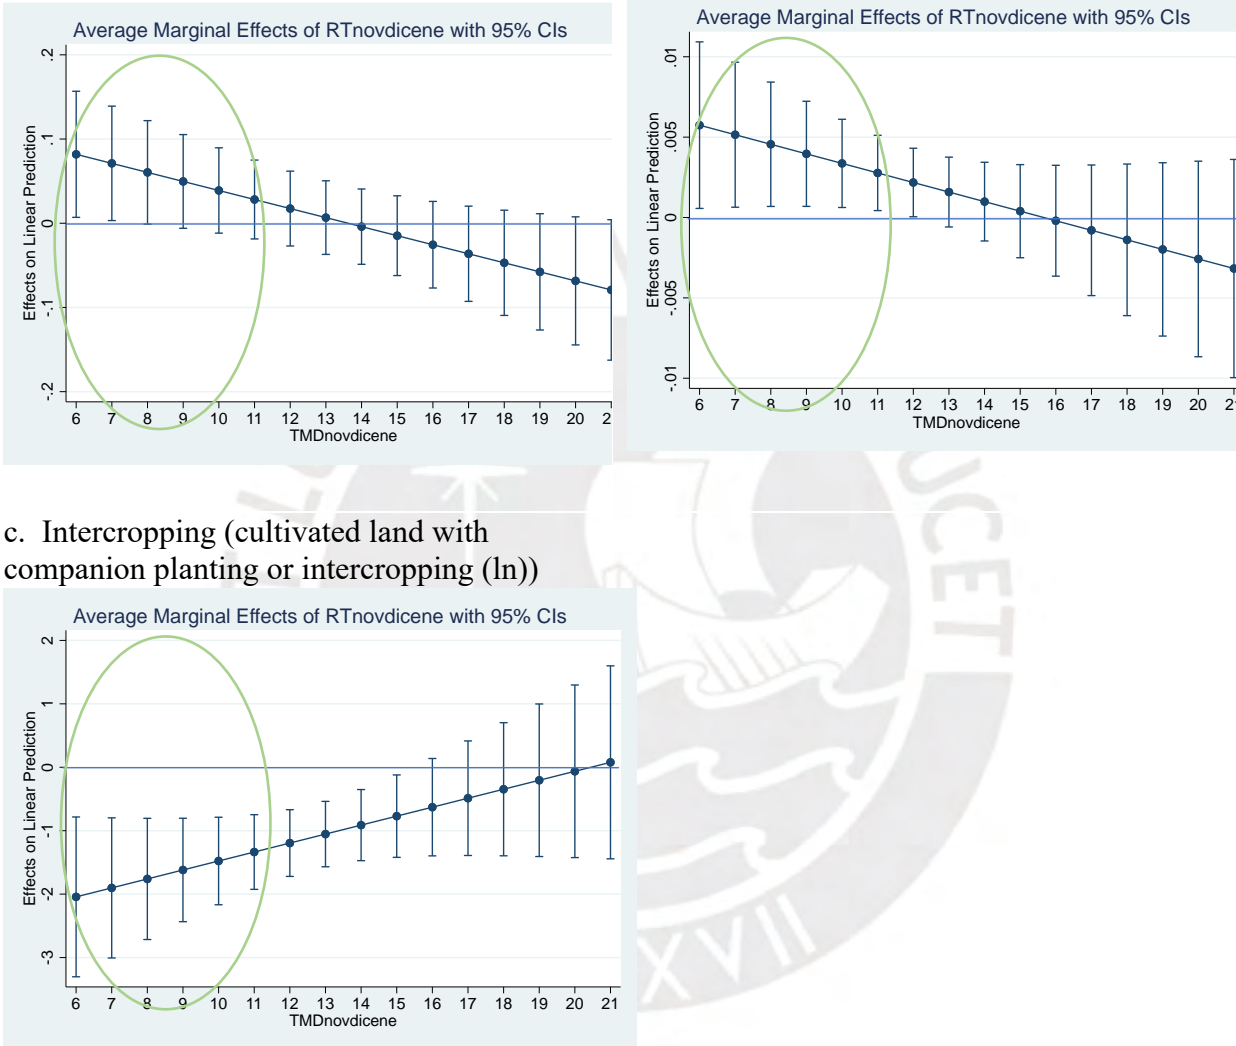 Average Marginal Effects of RTnovdicene with 95% CIs
Effects on Linear Prediction
.2
.1
0
-.1
-.2
6 7 8 9 10 11 12 13 14 15 16 17 18 19 20 2
TMDnovdicene
Average Marginal Effects of RTnovdicene with 95% CIs
Effects on Linear Prediction
.01
.005
0
-.005
-.01
6 7 8 9 10 11 12 13 14 15 16 17 18 19 20 2
TMDnovdicene
c. Intercropping (cultivated land with
companion planting or intercropping (ln))
Average Marginal Effects of RTnovdicene with 95% CIs
Effects on Linear Prediction
2
1
0
-1
-2
-3
6 7 8 9 10 11 12 13 14 15 16 17 18 19 20 21
TMDnovdicene
UCET
XVII